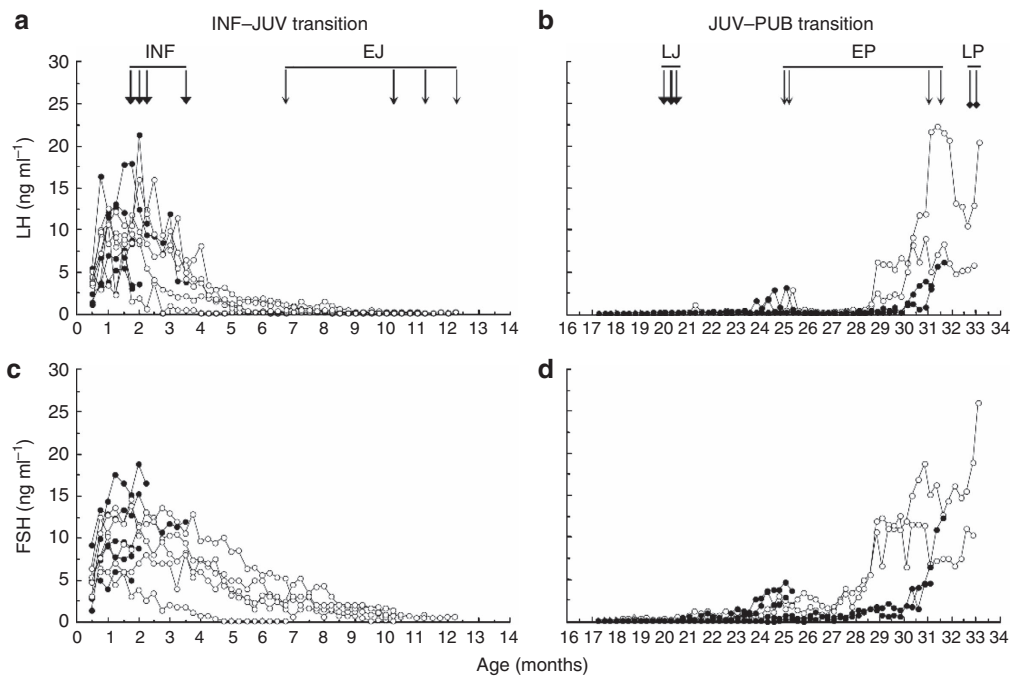 a
INF–JUV transition
INF
EJ
LH (ng ml⁻¹)
30
25
20
15
10
5
0
0 1 2 3 4 5 6 7 8 9 10 11 12 13 14
b
JUV–PUB transition
LJ
EP
LP
16 17 18 19 20 21 22 23 24 25 26 27 28 29 30 31 32 33 34
c
FSH (ng ml⁻¹)
30
25
20
15
10
5
0
0 1 2 3 4 5 6 7 8 9 10 11 12 13 14
d
16 17 18 19 20 21 22 23 24 25 26 27 28 29 30 31 32 33 34
Age (months)